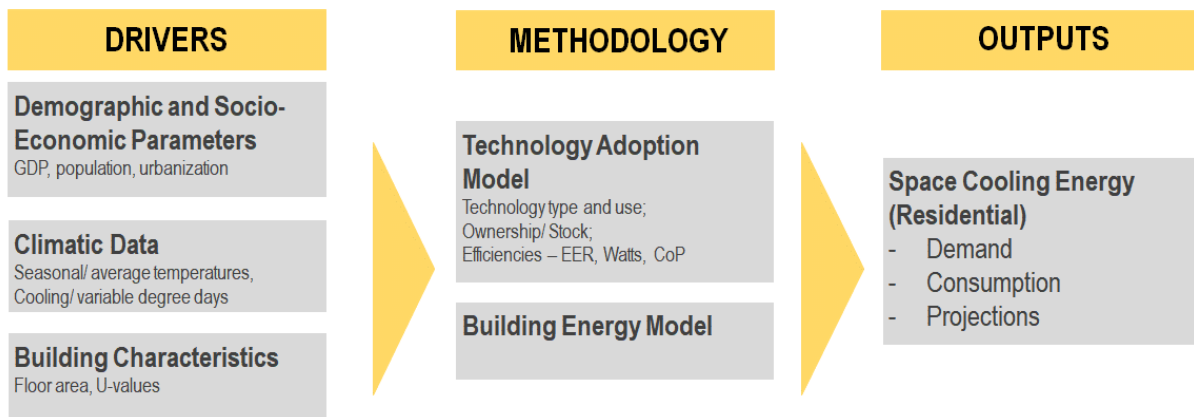 DRIVERS
Demographic and Socio-
Economic Parameters
GDP, population, urbanization
Climatic Data
Seasonal/ average temperatures,
Cooling/ variable degree days
Building Characteristics
Floor area, U-values
METHODOLOGY
Technology Adoption
Model
Technology type and use;
Ownership/ Stock;
Efficiencies – EER, Watts, CoP
Building Energy Model
OUTPUTS
Space Cooling Energy
(Residential)
- Demand
- Consumption
- Projections